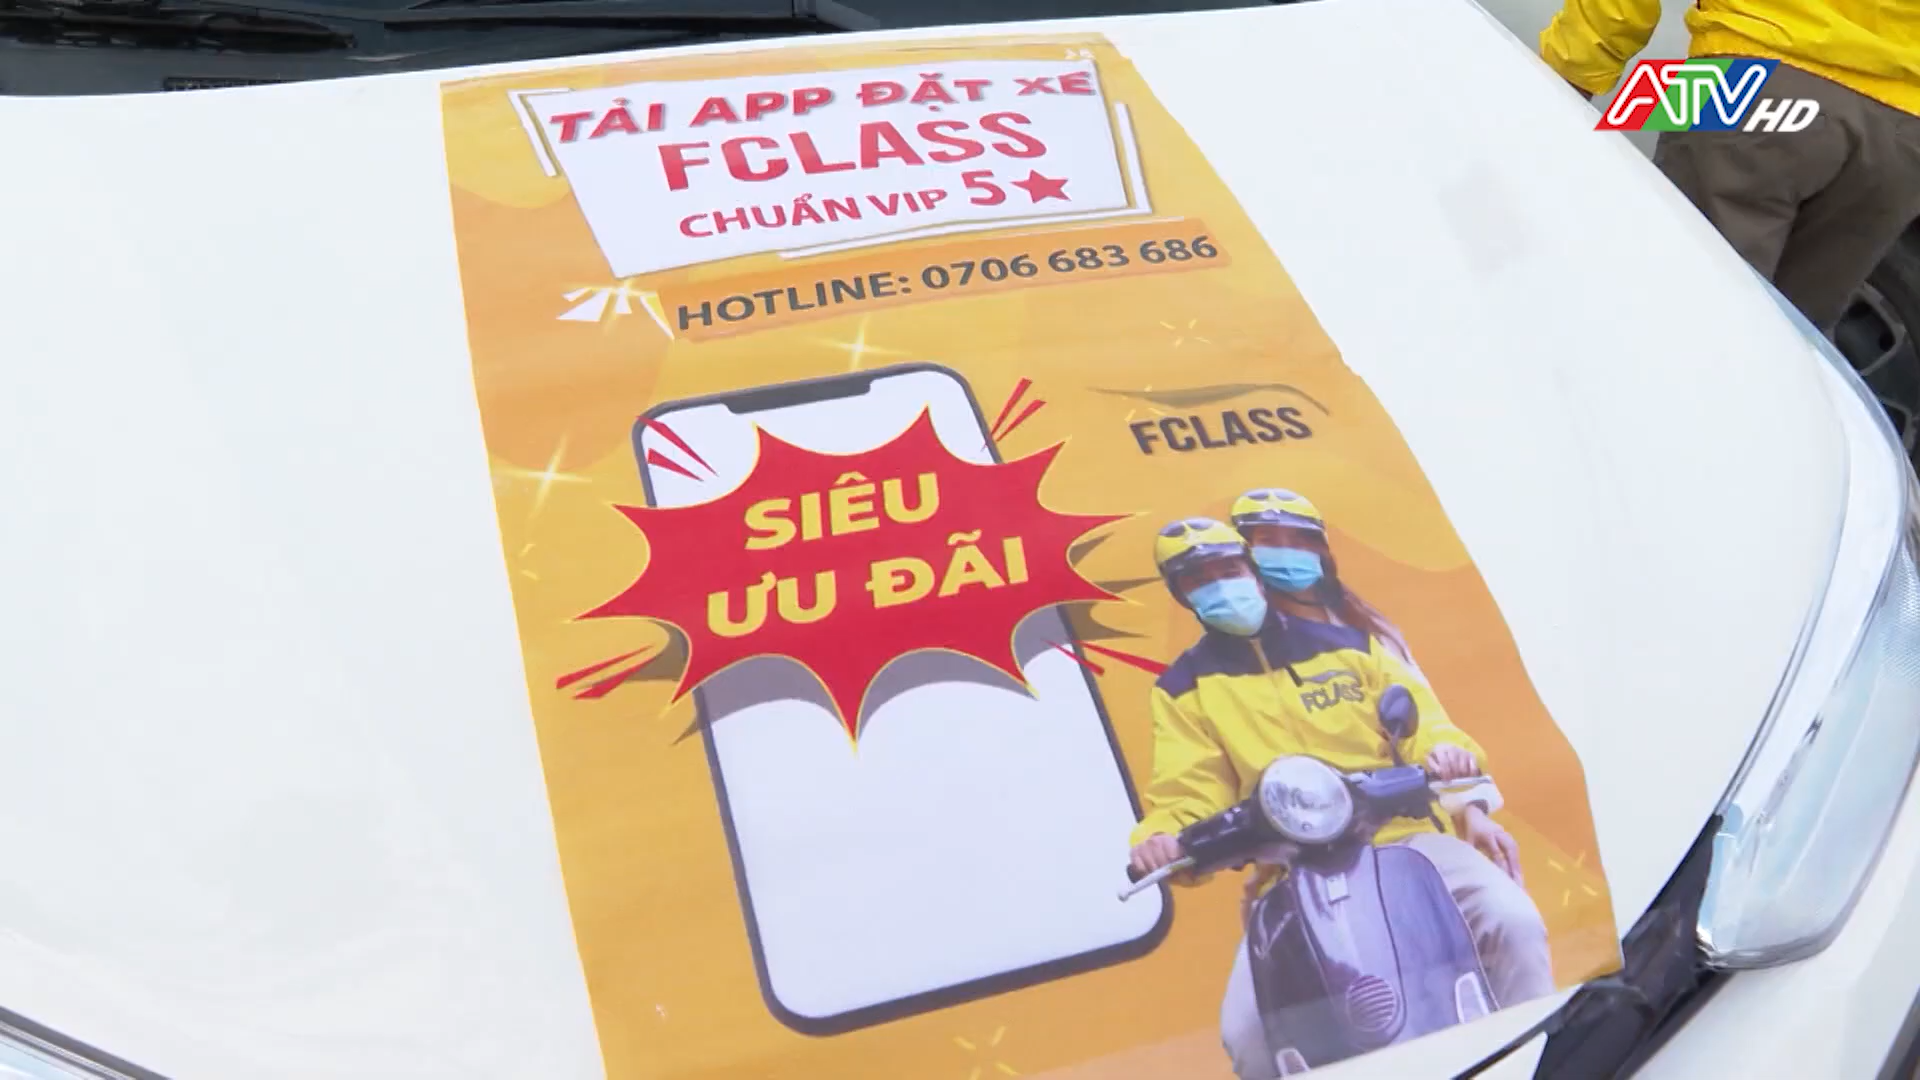 ATV HD
TẢI APP ĐẶT XE
FCLASS
CHUẨN VIP 5★
HOTLINE: 0706 683 686
FCLASS
SIÊU
ƯU ĐÃI
FCLASS